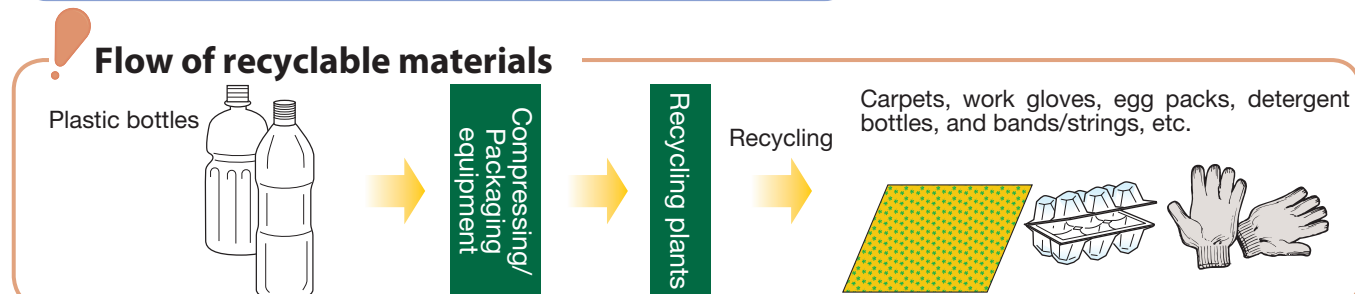 Flow of recyclable materials
Plastic bottles
Compressing/
Packaging
equipment
Recycling plants
Recycling
Carpets, work gloves, egg packs, detergent
bottles, and bands/strings, etc.